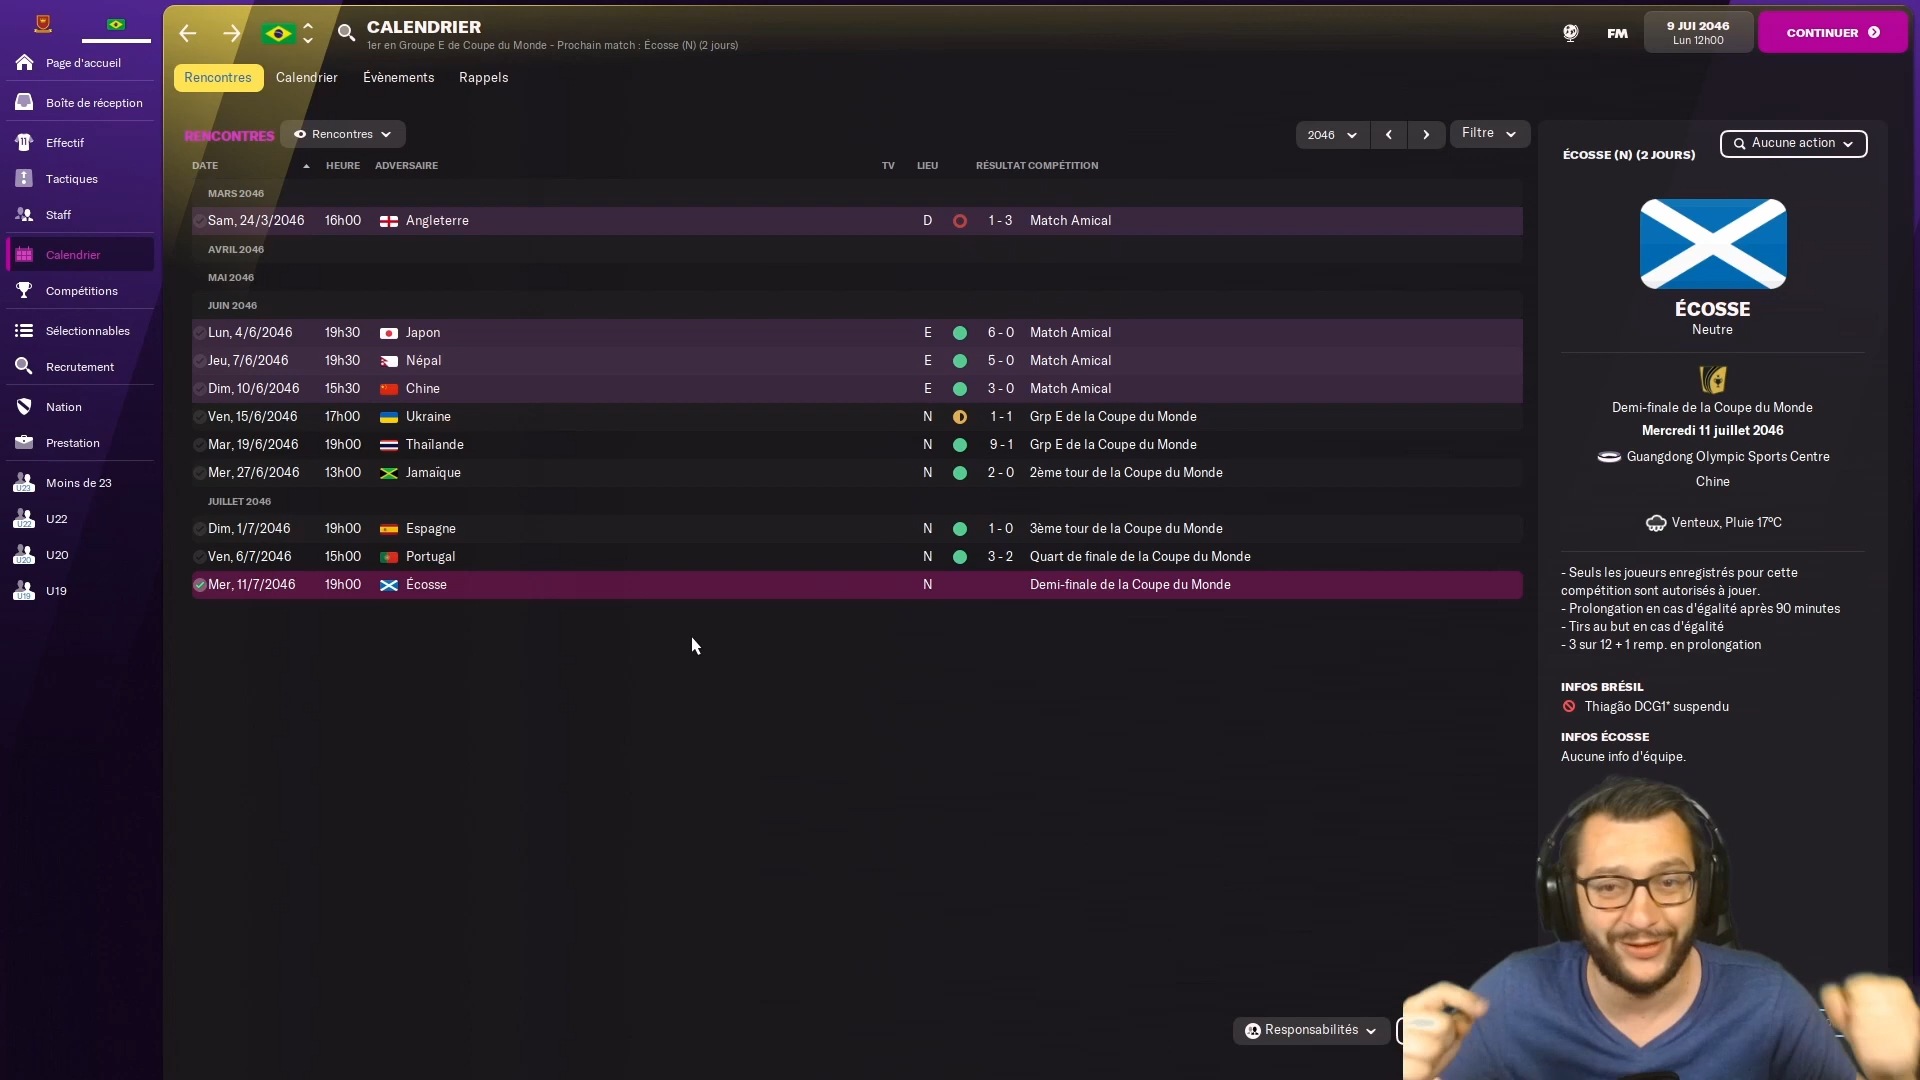 CALENDRIER
1er en Groupe E de Coupe du Monde - Prochain match : Écosse (N) (2 jours)
FM
9 JUI 2046
Lun 12h00
CONTINUER
Page d'accueil
Boîte de réception
Effectif
Tactiques
Staff
Calendrier
Compétitions
Sélectionnables
Recrutement
Nation
Prestation
U23 Moins de 23
U22 U22
U20 U20
U19 U19
Rencontres Calendrier Évènements Rappels
RENCONTRES Rencontres 2046 Filtre
DATE HEURE ADVERSAIRE TV LIEU RÉSULTAT COMPÉTITION
MARS 2046
Sam, 24/3/2046 16h00 Angleterre D 1 - 3 Match Amical
AVRIL 2046
MAI 2046
JUIN 2046
Lun, 4/6/2046 19h30 Japon E 6 - 0 Match Amical
Jeu, 7/6/2046 19h30 Népal E 5 - 0 Match Amical
Dim, 10/6/2046 15h30 Chine E 3 - 0 Match Amical
Ven, 15/6/2046 17h00 Ukraine N 1 - 1 Grp E de la Coupe du Monde
Mar, 19/6/2046 19h00 Thaïlande N 9 - 1 Grp E de la Coupe du Monde
Mer, 27/6/2046 13h00 Jamaïque N 2 - 0 2ème tour de la Coupe du Monde
JUILLET 2046
Dim, 1/7/2046 19h00 Espagne N 1 - 0 3ème tour de la Coupe du Monde
Ven, 6/7/2046 15h00 Portugal N 3 - 2 Quart de finale de la Coupe du Monde
Mer, 11/7/2046 19h00 Écosse N Demi-finale de la Coupe du Monde
Responsabilités
ÉCOSSE (N) (2 JOURS) Aucune action
ÉCOSSE
Neutre
Demi-finale de la Coupe du Monde
Mercredi 11 juillet 2046
Guangdong Olympic Sports Centre
Chine
Venteux, Pluie 17ºC
- Seuls les joueurs enregistrés pour cette
compétition sont autorisés à jouer.
- Prolongation en cas d'égalité après 90 minutes
- Tirs au but en cas d'égalité
- 3 sur 12 + 1 remp. en prolongation
INFOS BRÉSIL
Thiagão DCG1* suspendu
INFOS ÉCOSSE
Aucune info d'équipe.